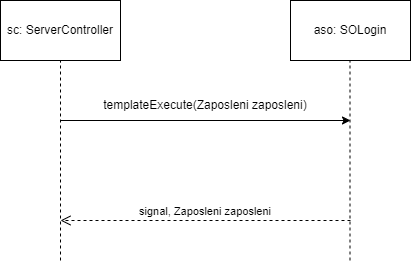 sc: ServerController
aso: SOLogin
templateExecute(Zaposleni zaposleni)
signal, Zaposleni zaposleni